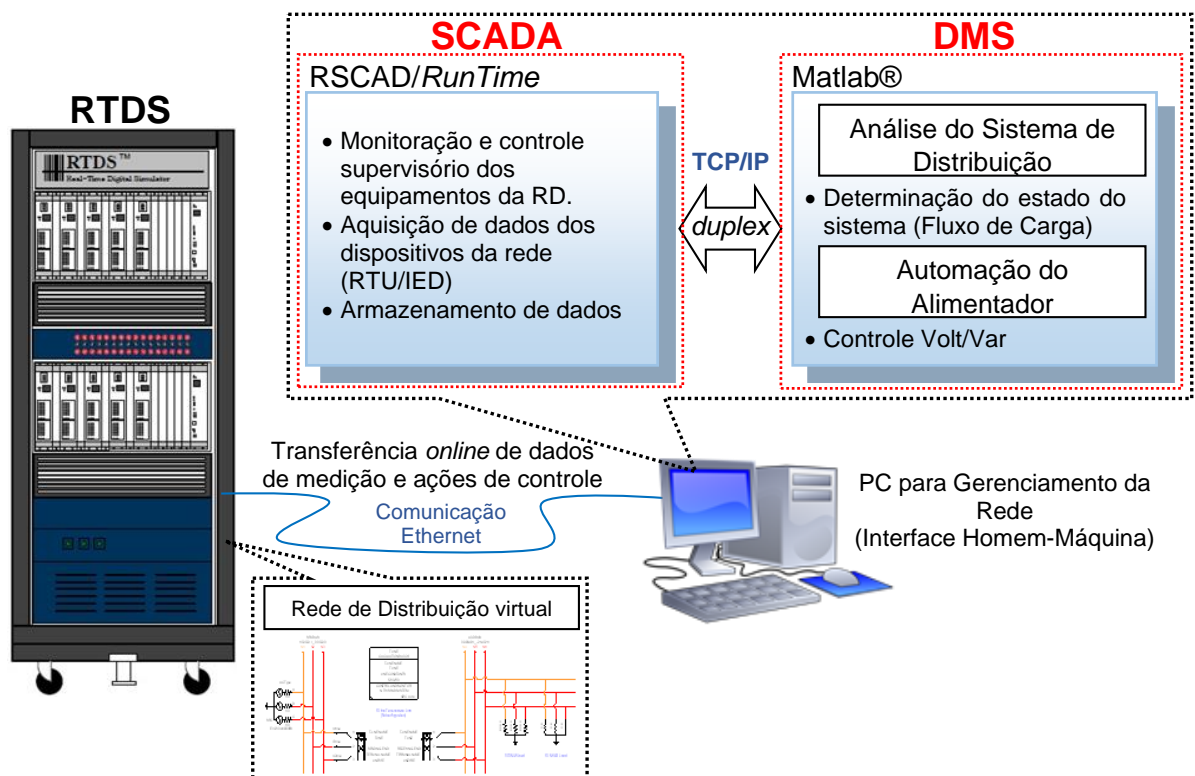 SCADA
DMS
RSCAD/RunTime
• Monitoração e controle
supervisório dos
equipamentos da RD.
• Aquisição de dados dos
dispositivos da rede
(RTU/IED)
• Armazenamento de dados
TCP/IP
duplex
Matlab®
Análise do Sistema de
Distribuição
• Determinação do estado do
sistema (Fluxo de Carga)
Automação do
Alimentador
• Controle Volt/Var
RTDS
RTDS™
Real-Time Digital Simulator
Transferência online de dados
de medição e ações de controle
Comunicação
Ethernet
PC para Gerenciamento da
Rede
(Interface Homem-Máquina)
Rede de Distribuição virtual